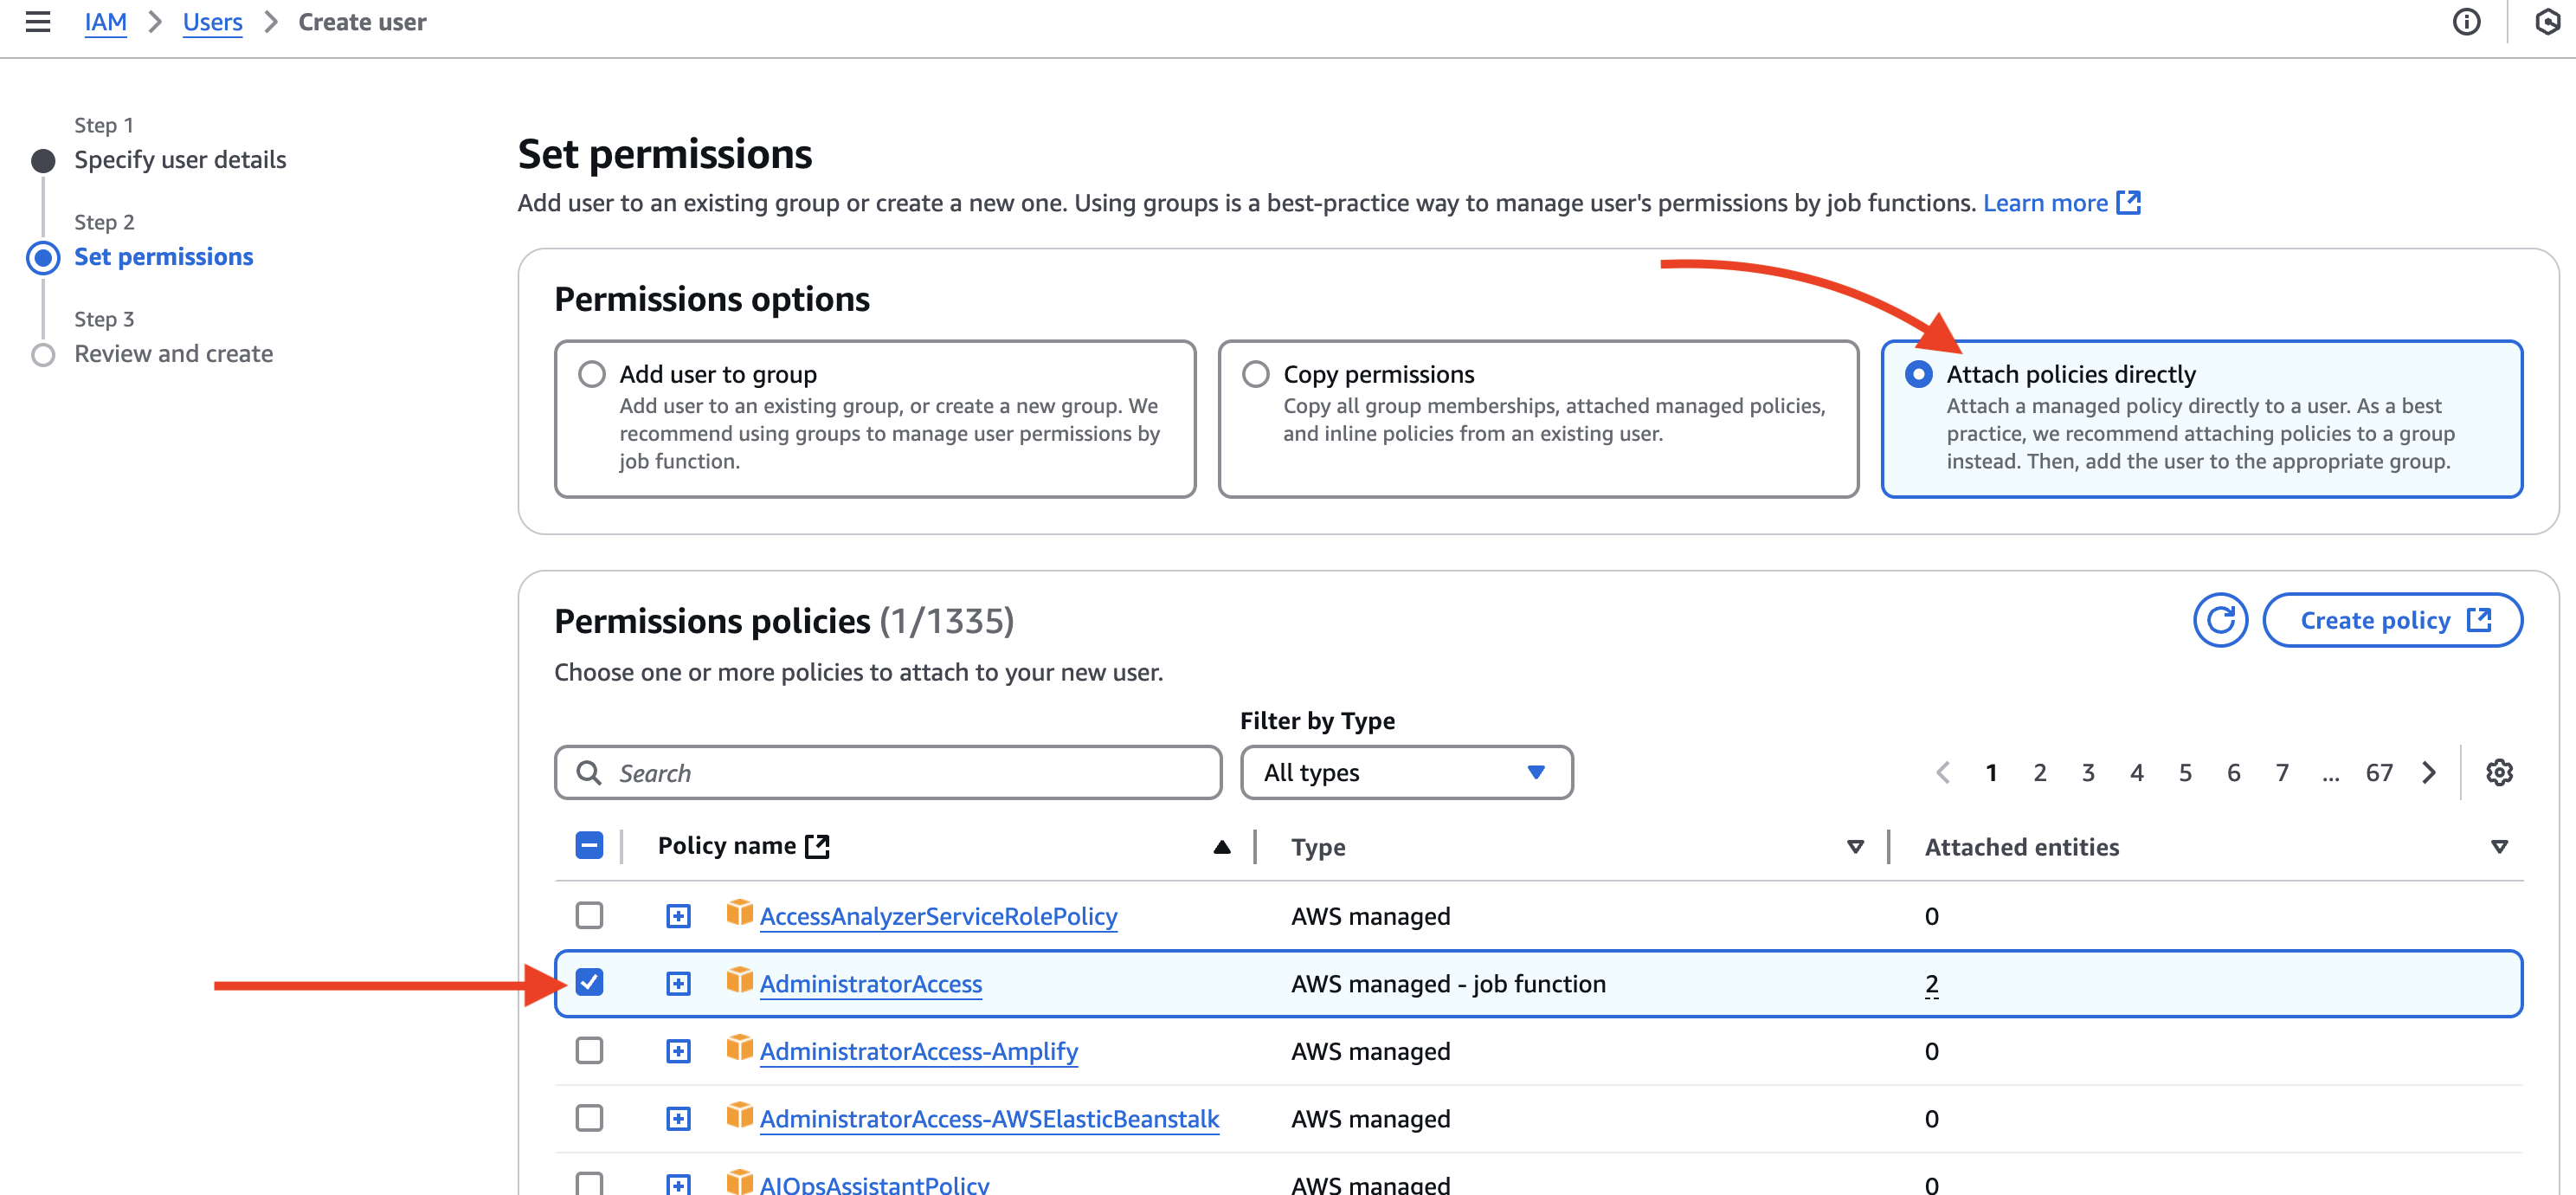 IAM > Users > Create user
Step 1
Specify user details
Step 2
Set permissions
Step 3
Review and create
Set permissions
Add user to an existing group or create a new one. Using groups is a best-practice way to manage user's permissions by job functions. Learn more
Permissions options
Add user to group
Add user to an existing group, or create a new group. We
recommend using groups to manage user permissions by
job function.
Copy permissions
Copy all group memberships, attached managed policies,
and inline policies from an existing user.
Attach policies directly
Attach a managed policy directly to a user. As a best
practice, we recommend attaching policies to a group
instead. Then, add the user to the appropriate group.
Permissions policies (1/1335)
Create policy
Choose one or more policies to attach to your new user.
Filter by Type
Search
All types
1 2 3 4 5 6 7 ... 67
Policy name Type Attached entities
AccessAnalyzerServiceRolePolicy AWS managed 0
AdministratorAccess AWS managed - job function 2
AdministratorAccess-Amplify AWS managed 0
AdministratorAccess-AWSElasticBeanstalk AWS managed 0
AIOpsAssistantPolicy AWS managed 0